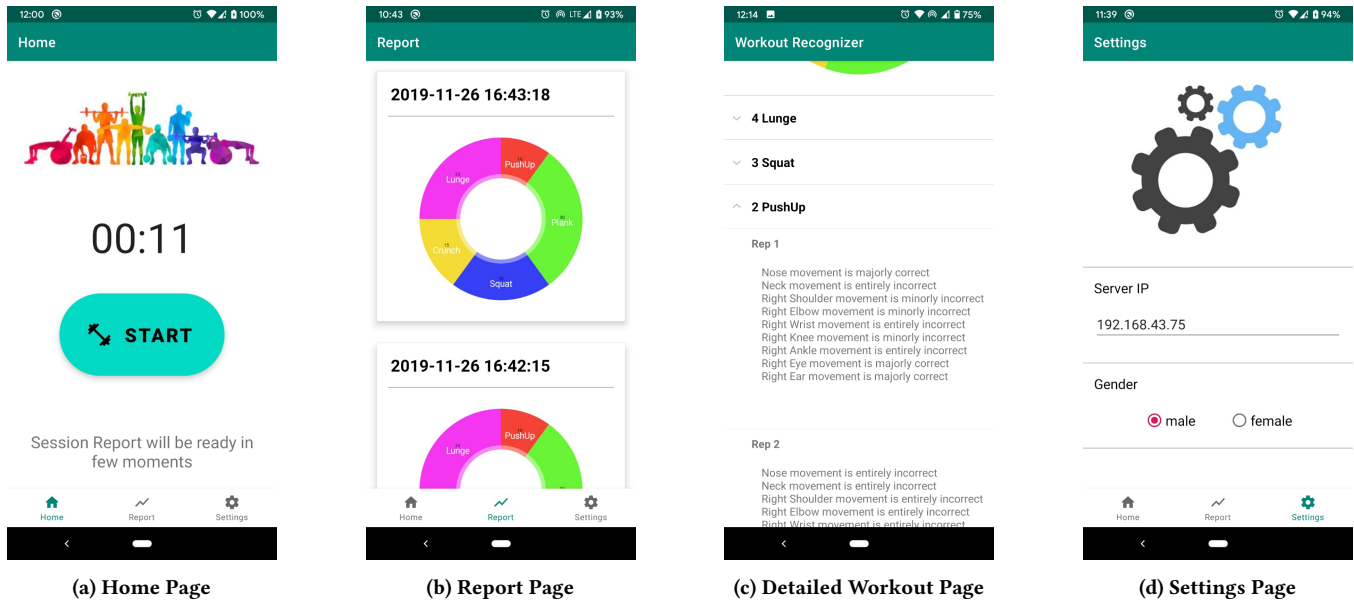 12:00
100%
Home
00:11
START
Session Report will be ready in
few moments
Home Report Settings
(a) Home Page
10:43
LTE 93%
Report
2019-11-26 16:43:18
PushUp
Lunge
Plank
15
Crunch
Squat
2019-11-26 16:42:15
PushUp
Lunge
Home Report Settings
(b) Report Page
12:14
75%
Workout Recognizer
4 Lunge
3 Squat
2 PushUp
Rep 1
Nose movement is majorly correct
Neck movement is entirely incorrect
Right Shoulder movement is minorly incorrect
Right Elbow movement is minorly incorrect
Right Wrist movement is entirely incorrect
Right Knee movement is minorly incorrect
Right Ankle movement is entirely incorrect
Right Eye movement is majorly correct
Right Ear movement is majorly correct
Rep 2
Nose movement is entirely incorrect
Neck movement is entirely incorrect
Right Shoulder movement is entirely incorrect
Right Elbow movement is entirely incorrect
Right Wrist movement is entirely incorrect
(c) Detailed Workout Page
11:39
94%
Settings
Server IP
192.168.43.75
Gender
male female
Home Report Settings
(d) Settings Page